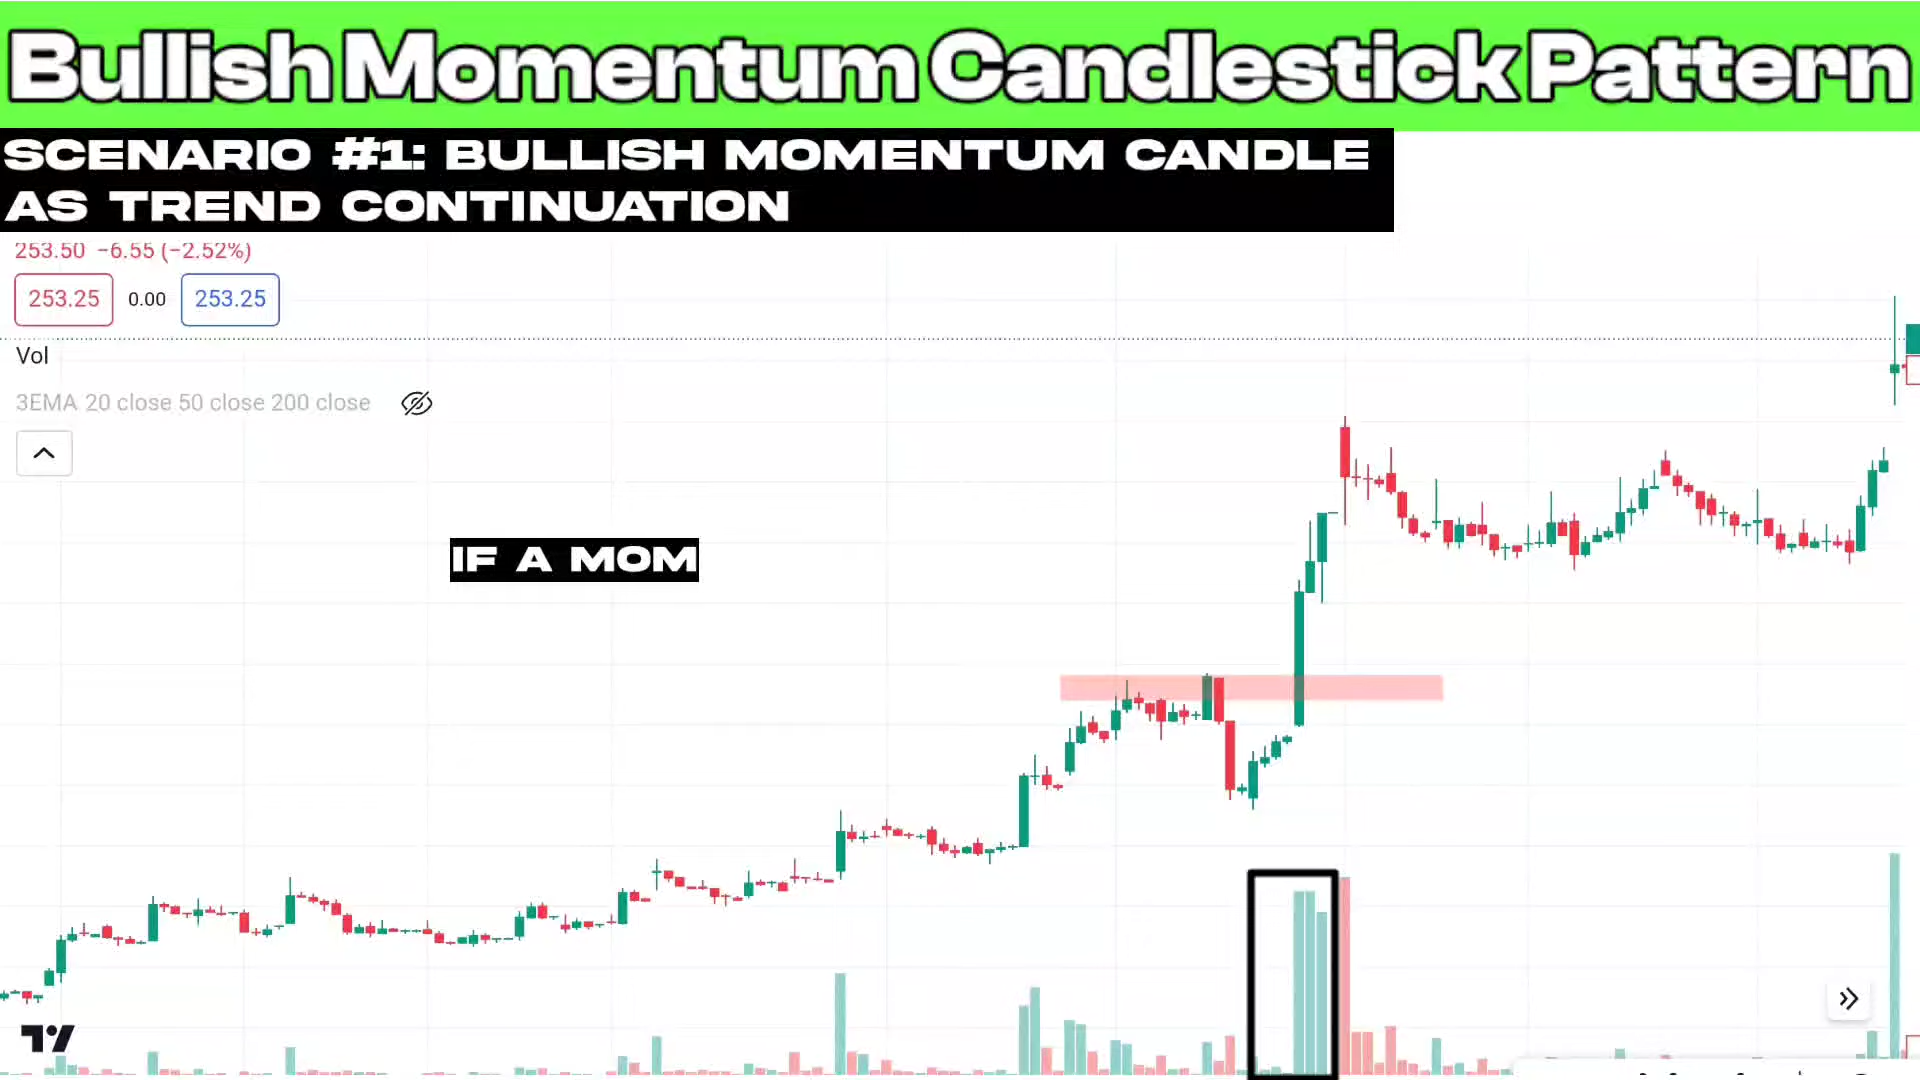 Bullish Momentum Candlestick Pattern
SCENARIO #1: BULLISH MOMENTUM CANDLE
AS TREND CONTINUATION
253.50 −6.55 (−2.52%)
253.25 0.00 253.25
Vol
3EMA 20 close 50 close 200 close
IF A MOM